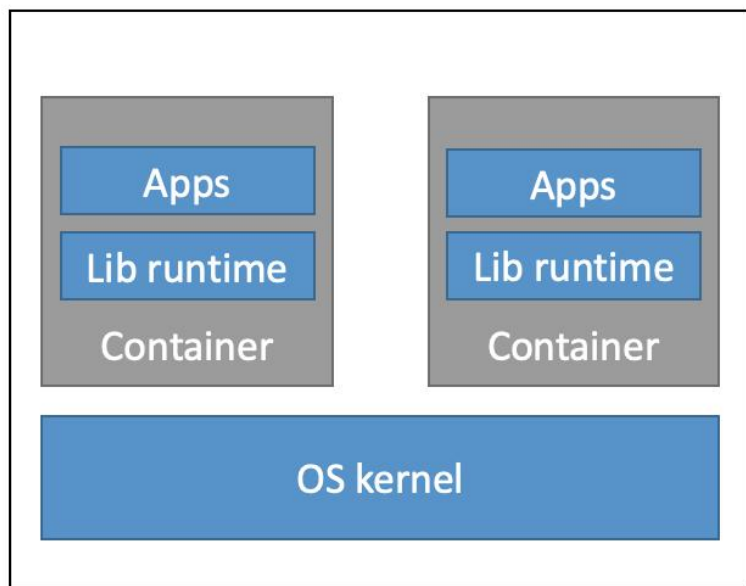 Apps
Lib runtime
Container
Apps
Lib runtime
Container
OS kernel